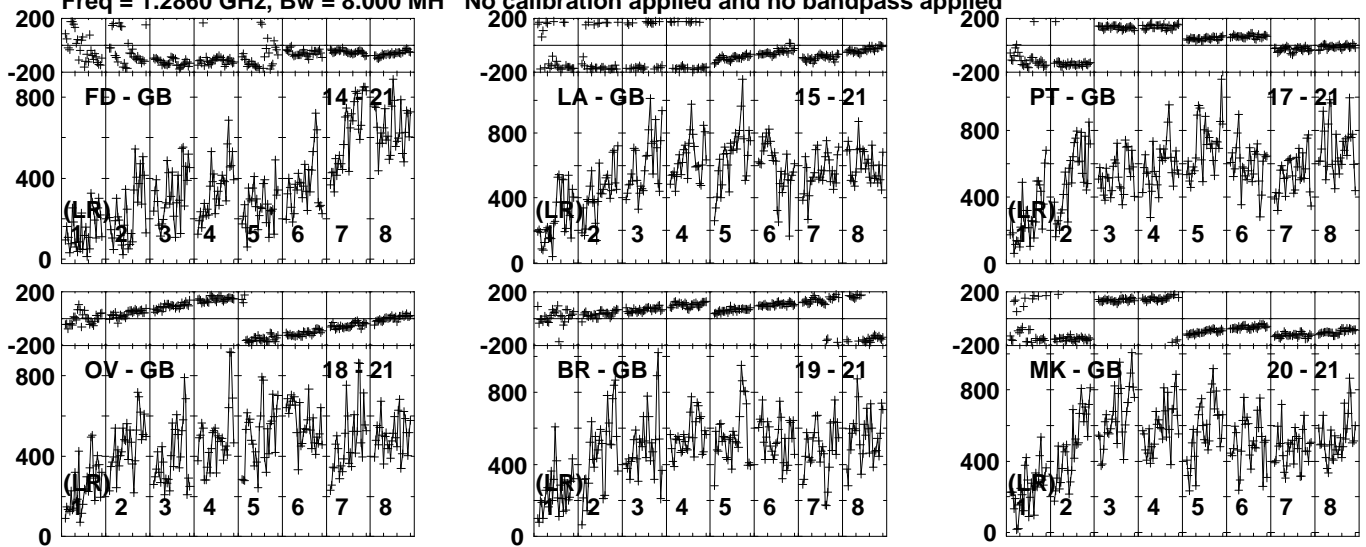 Freq = 1.2860 GHz, Bw = 8.000 MH No calibration applied and no bandpass applied
200
-200
FD - GB 14 - 21
800
400
0
(LR)
1 2 3 4 5 6 7 8
200
-200
LA - GB 15 - 21
800
400
0
(LR)
1 2 3 4 5 6 7 8
200
-200
PT - GB 17 - 21
800
400
0
(LR)
1 2 3 4 5 6 7 8
200
-200
OV - GB 18 - 21
800
400
0
(LR)
1 2 3 4 5 6 7 8
200
-200
BR - GB 19 - 21
800
400
0
(LR)
1 2 3 4 5 6 7 8
200
-200
MK - GB 20 - 21
800
400
0
(LR)
1 2 3 4 5 6 7 8